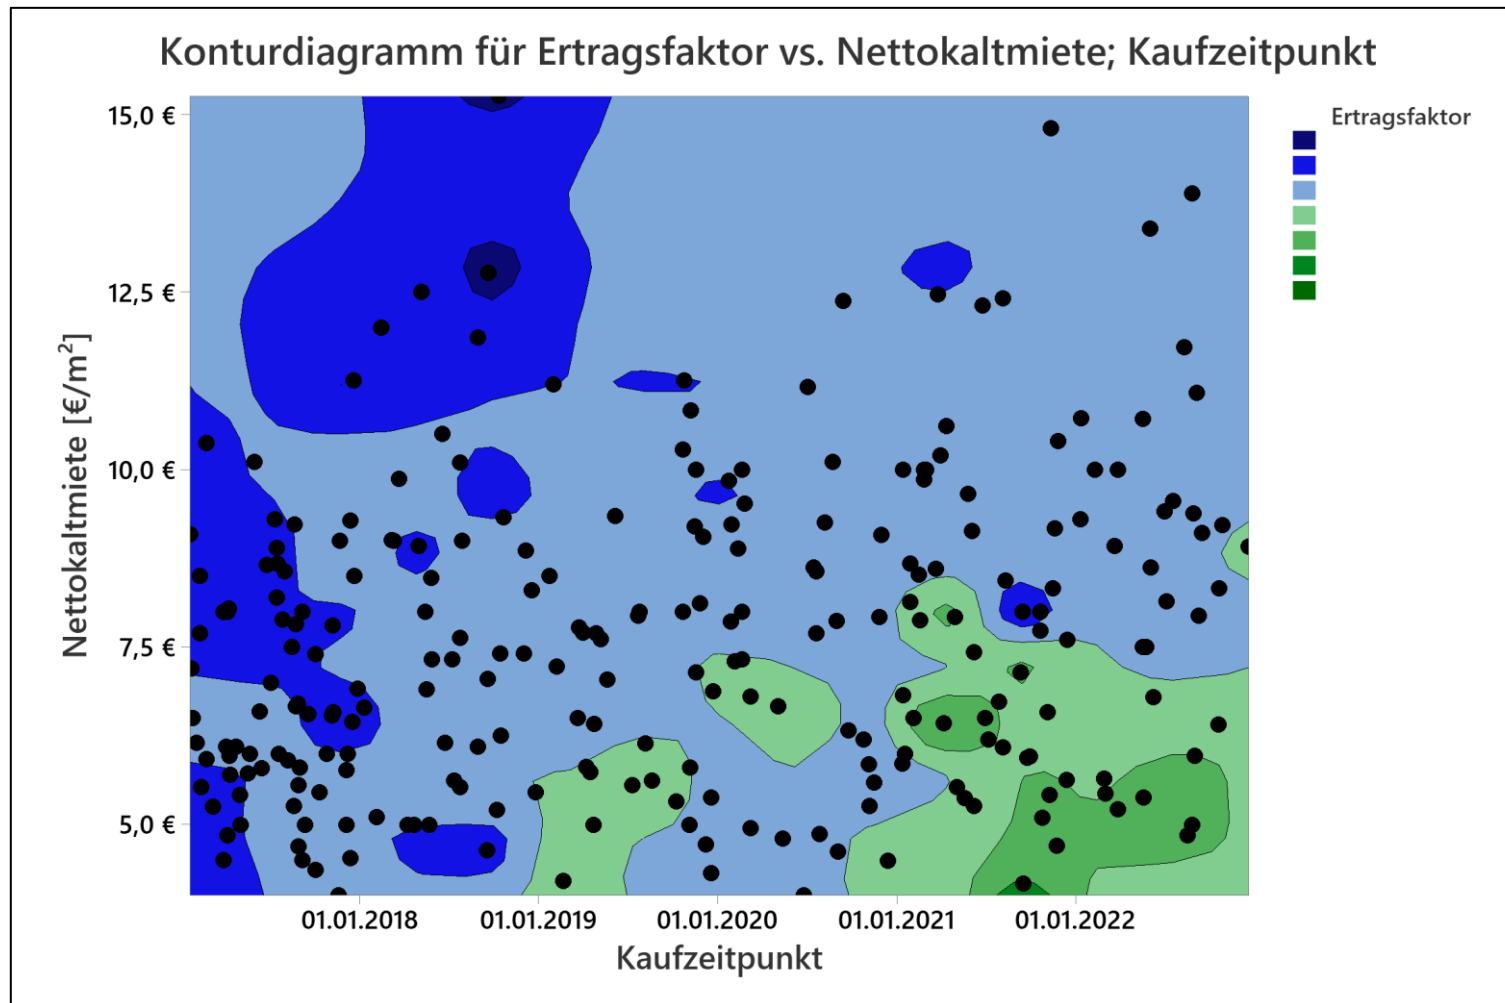 Konturdiagramm für Ertragsfaktor vs. Nettokaltmiete; Kaufzeitpunkt
Ertragsfaktor
15,0 €
12,5 €
10,0 €
7,5 €
5,0 €
Nettokaltmiete [€/m²]
01.01.2018 01.01.2019 01.01.2020 01.01.2021 01.01.2022
Kaufzeitpunkt